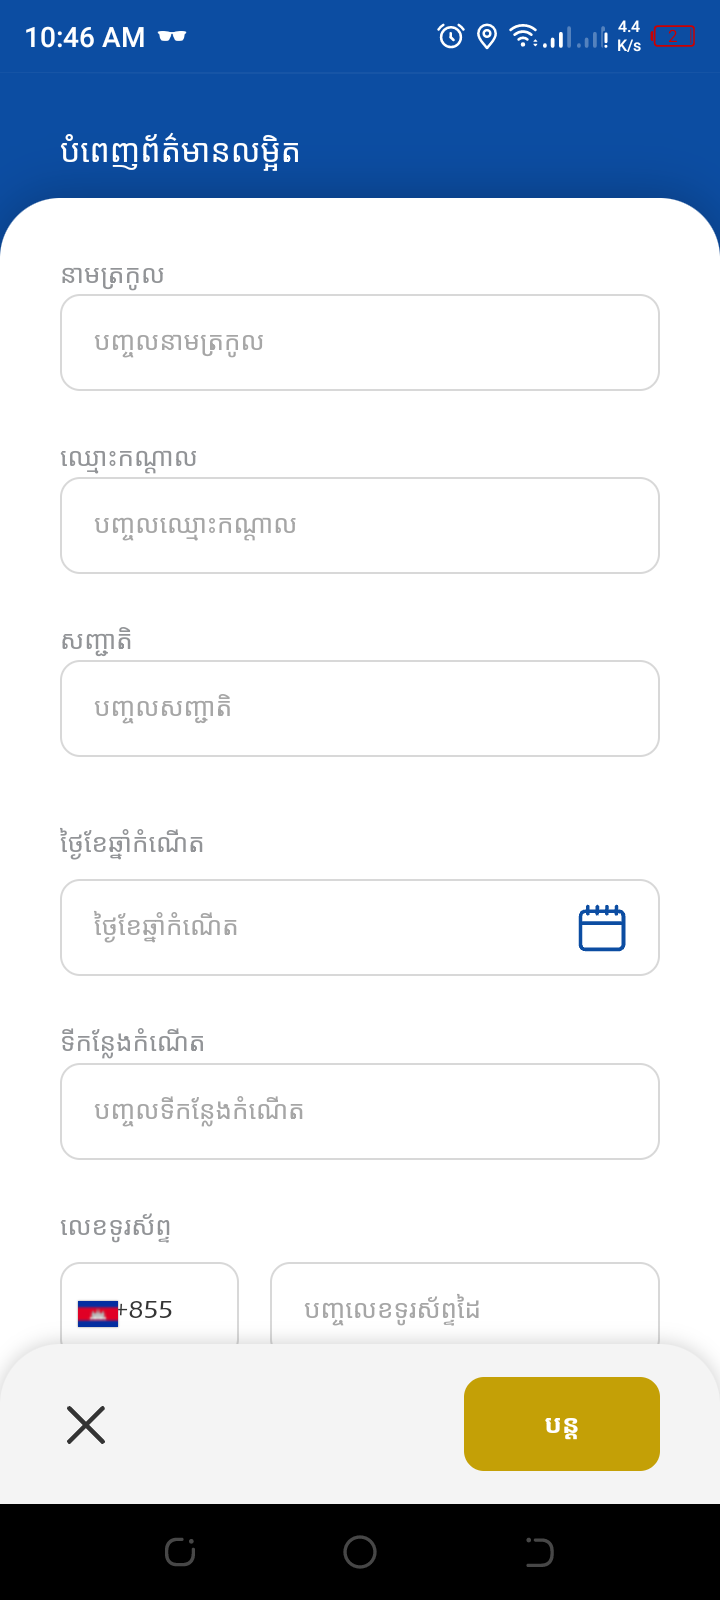 10:46 AM
4.4
K/s
2
បំពេញព័ត៌មានលម្អិត
នាមត្រកូល
បញ្ចូលនាមត្រកូល
ឈ្មោះកណ្តាល
បញ្ចូលឈ្មោះកណ្តាល
សញ្ជាតិ
បញ្ចូលសញ្ជាតិ
ថ្ងៃខែឆ្នាំកំណើត
ថ្ងៃខែឆ្នាំកំណើត
ទីកន្លែងកំណើត
បញ្ចូលទីកន្លែងកំណើត
លេខទូរស័ព្ទ
+855
បញ្ចូលេខទូរស័ព្ទដៃ
បន្ត